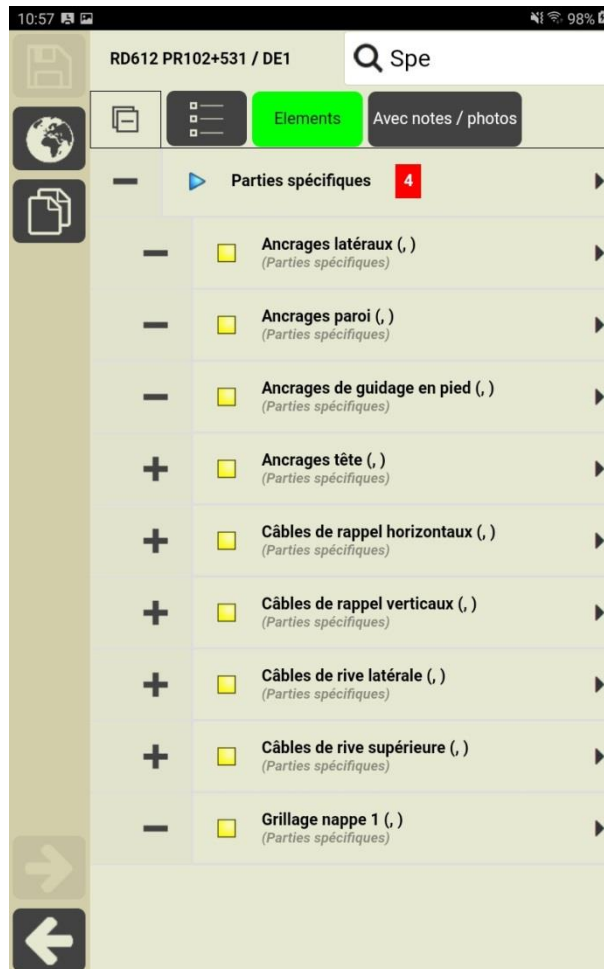 10:57 98%
RD612 PR102+531 / DE1 Spe
Elements Avec notes / photos
Parties spécifiques 4
Ancrages latéraux (, )
(Parties spécifiques)
Ancrages paroi (, )
(Parties spécifiques)
Ancrages de guidage en pied (, )
(Parties spécifiques)
Ancrages tête (, )
(Parties spécifiques)
Câbles de rappel horizontaux (, )
(Parties spécifiques)
Câbles de rappel verticaux (, )
(Parties spécifiques)
Câbles de rive latérale (, )
(Parties spécifiques)
Câbles de rive supérieure (, )
(Parties spécifiques)
Grillage nappe 1 (, )
(Parties spécifiques)